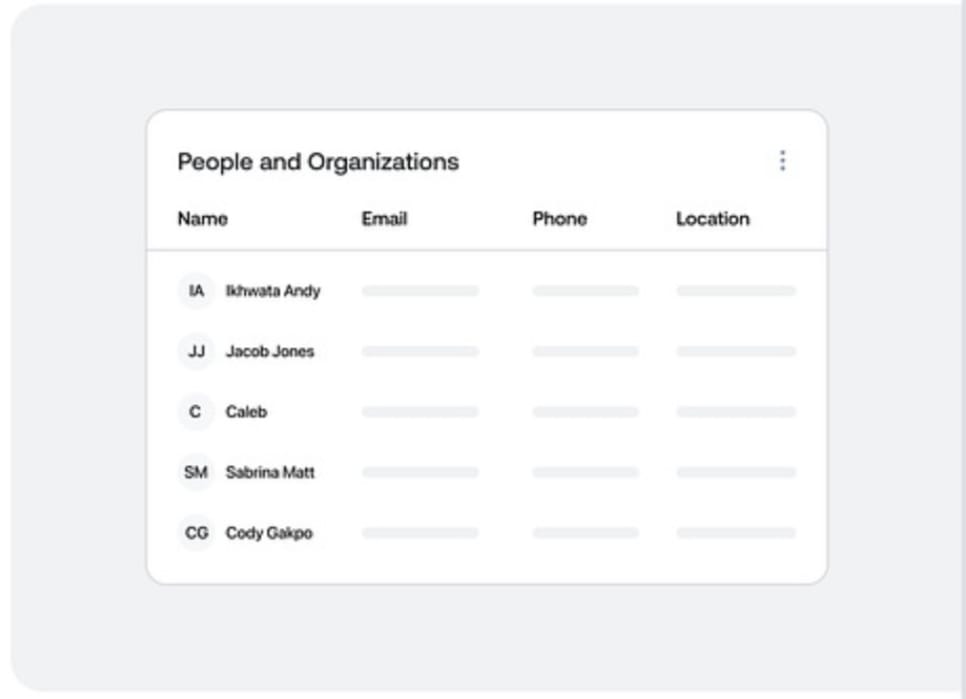 People and Organizations
Name Email Phone Location
IA Ikhwata Andy
JJ Jacob Jones
C Caleb
SM Sabrina Matt
CG Cody Gakpo